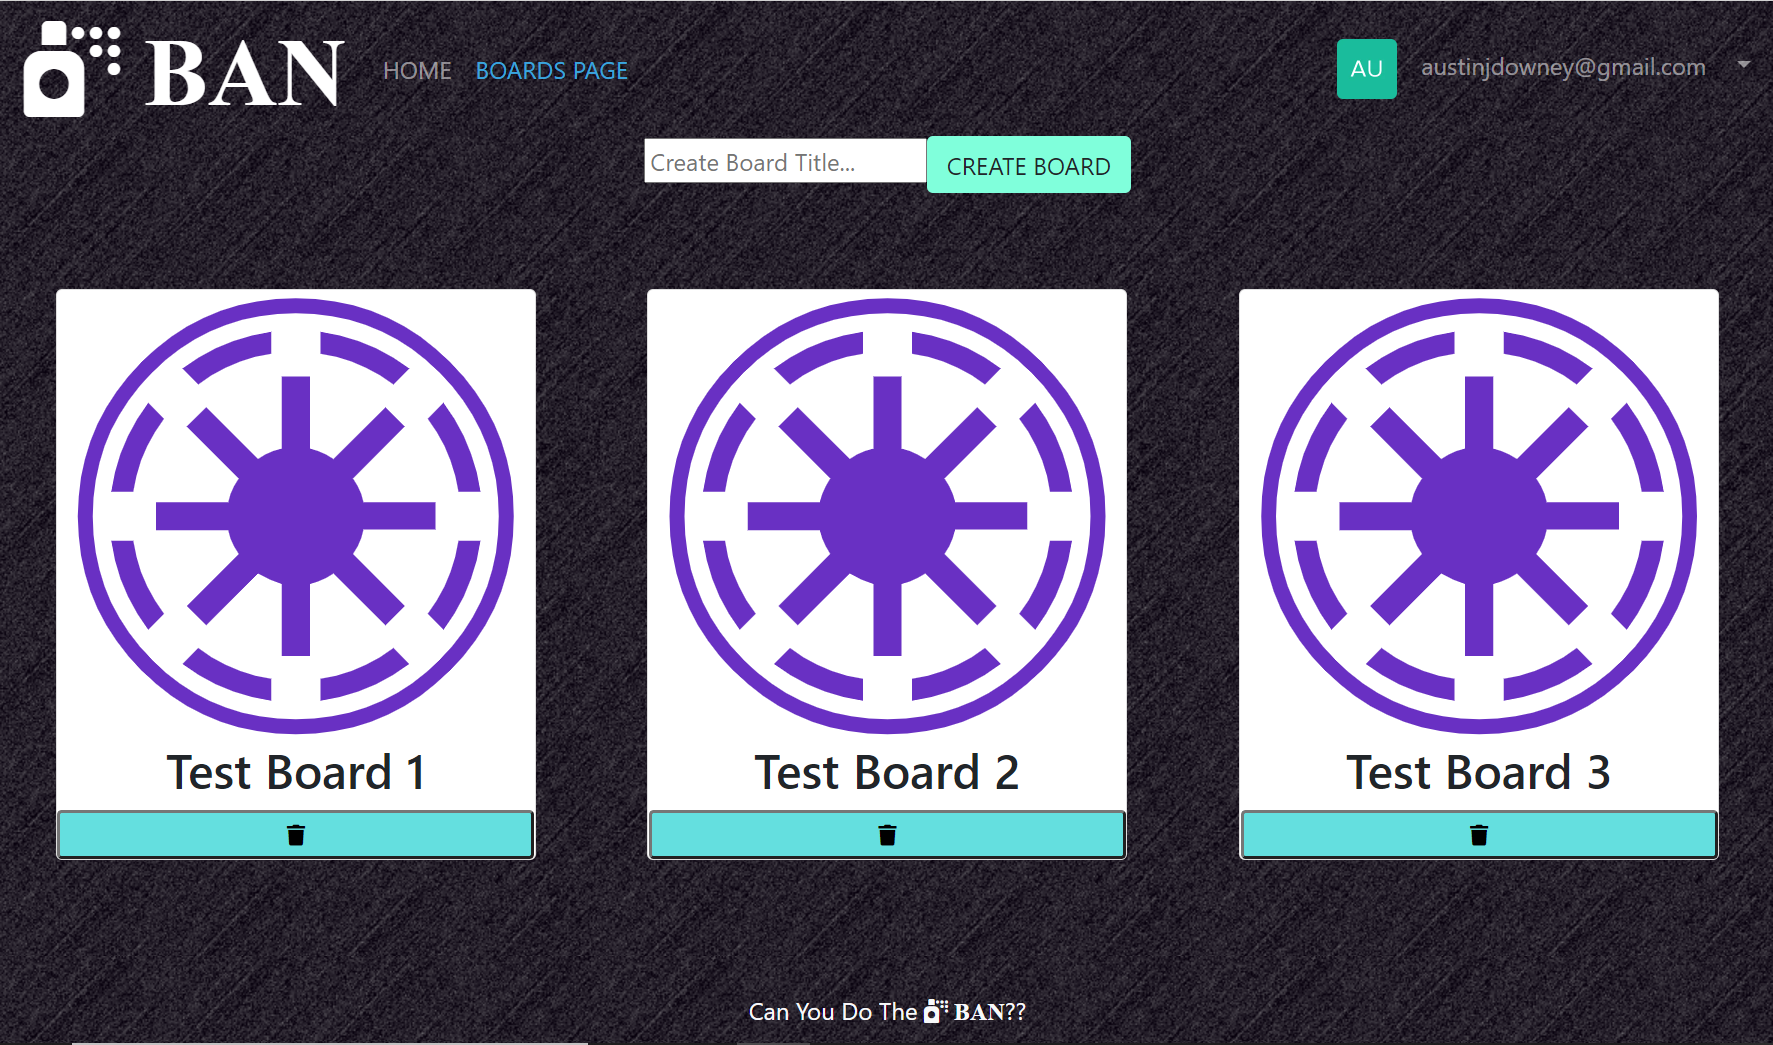 BAN HOME BOARDS PAGE AU austinjdowney@gmail.com
Create Board Title... CREATE BOARD
Test Board 1
Test Board 2
Test Board 3
Can You Do The BAN??